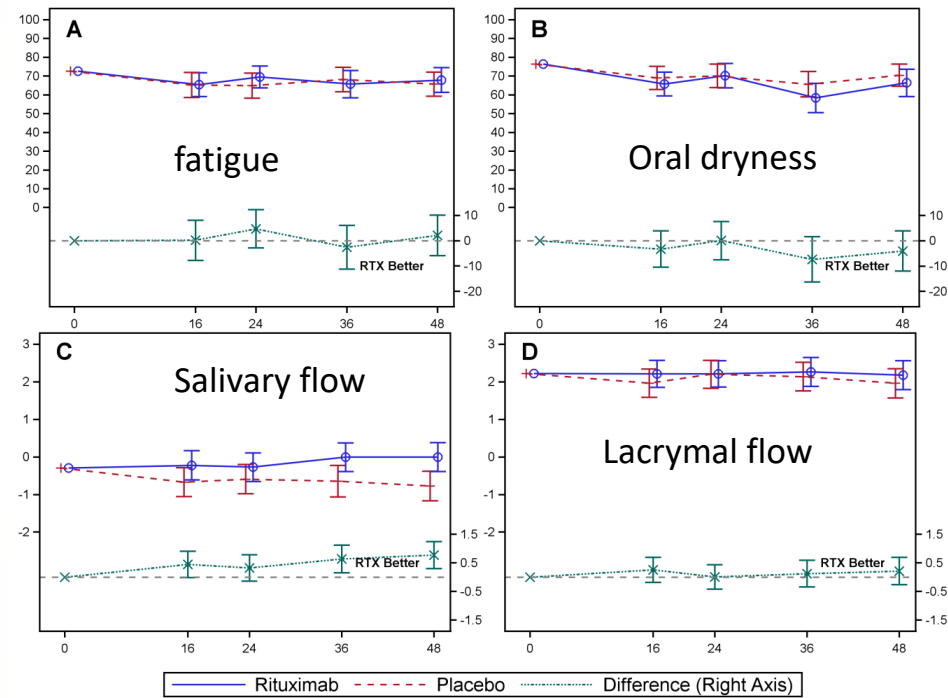 A
100
90
80
70
60
50
40
30
20
10
0
fatigue
10
0
-10
-20
RTX Better
0 16 24 36 48
B
100
90
80
70
60
50
40
30
20
10
0
Oral dryness
10
0
-10
-20
RTX Better
0 16 24 36 48
C
3
2
1
0
-1
-2
Salivary flow
1.5
0.5
-0.5
-1.5
RTX Better
0 16 24 36 48
D
3
2
1
0
-1
-2
Lacrymal flow
1.5
0.5
-0.5
-1.5
RTX Better
0 16 24 36 48
Rituximab Placebo Difference (Right Axis)